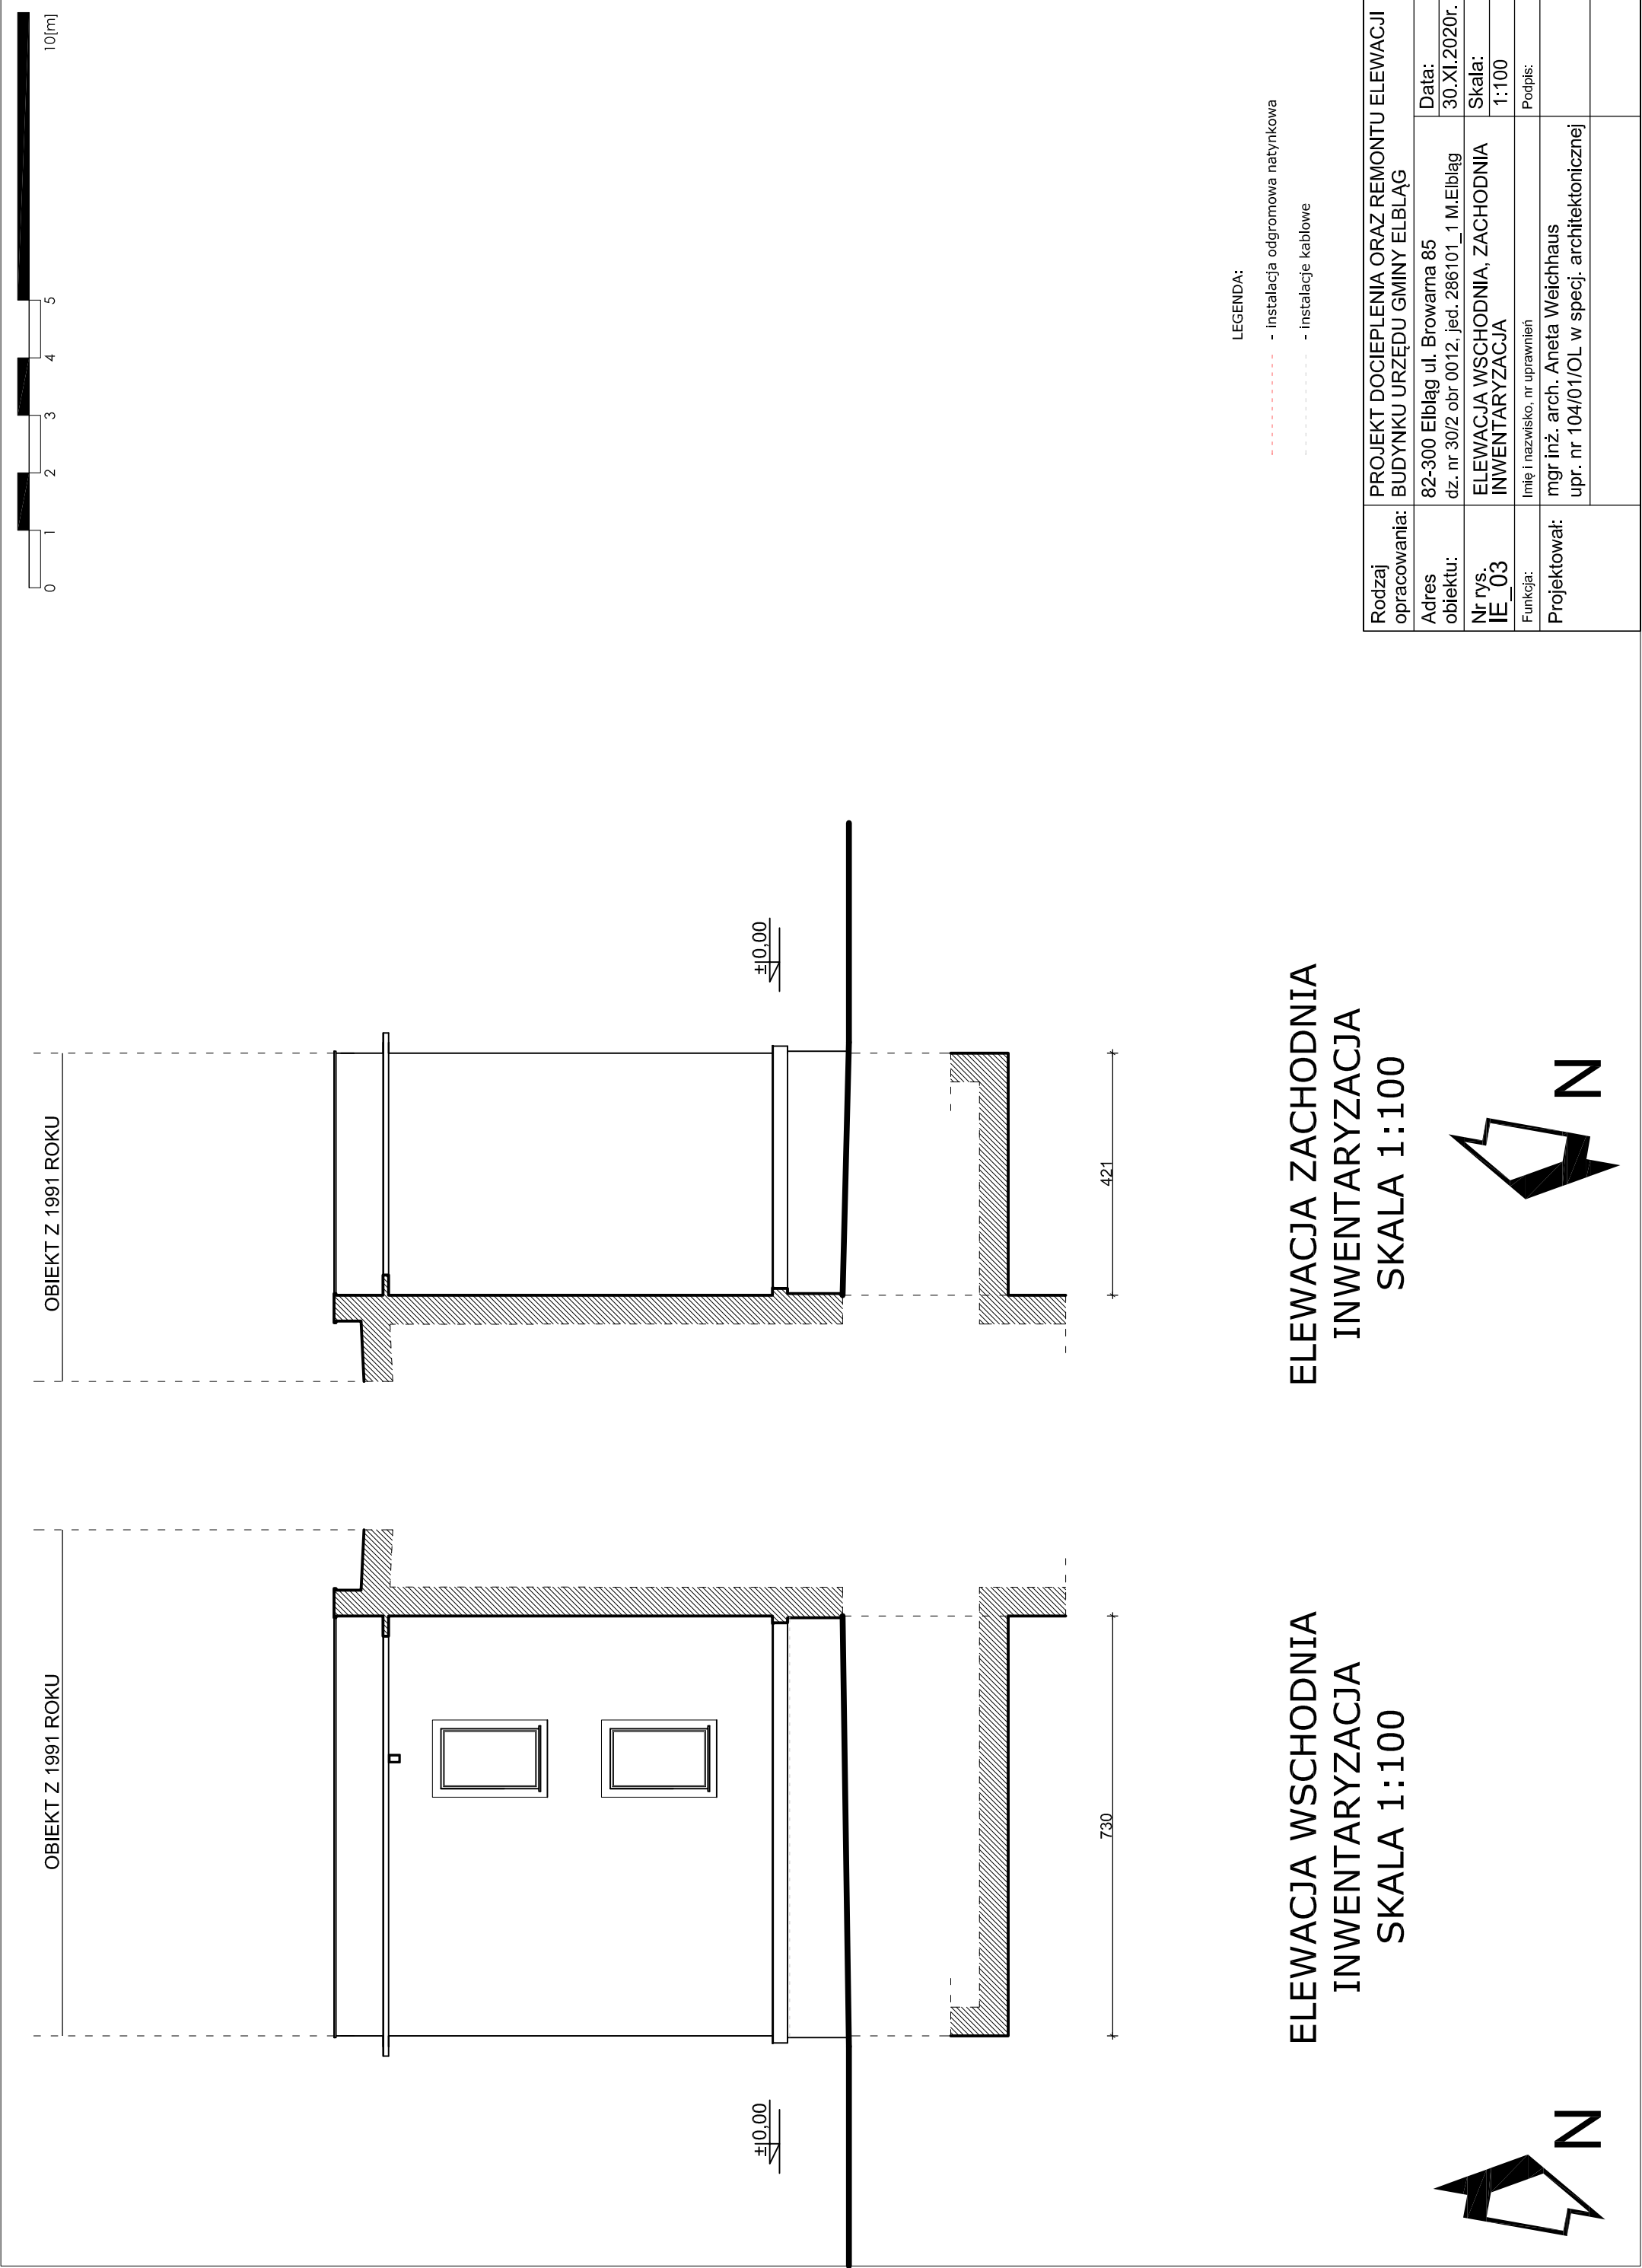 OBIEKT Z 1991 ROKU
OBIEKT Z 1991 ROKU
0
1
2
3
4
5
10[m]
±0,00
±0,00
730
421
ELEWACJA WSCHODNIA
INWENTARYZACJA
SKALA 1:100
N
ELEWACJA ZACHODNIA
INWENTARYZACJA
SKALA 1:100
N
LEGENDA:
- instalacja odgromowa natynkowa
- instalacje kablowe
Rodzaj
opracowania:
PROJEKT DOCIEPLENIA ORAZ REMONTU ELEWACJI
BUDYNKU URZĘDU GMINY ELBLĄG
Adres
obiektu:
82-300 Elbląg ul. Browarna 85
dz. nr 30/2 obr 0012, jed. 286101_1 M.Elbląg
Data:
30.XI.2020r.
Nr rys.
IE_03
ELEWACJA WSCHODNIA, ZACHODNIA
INWENTARYZACJA
Skala:
1:100
Funkcja:
Imię i nazwisko, nr uprawnień
Podpis:
Projektował:
mgr inż. arch. Aneta Weichhaus
upr. nr 104/01/OL w specj. architektonicznej